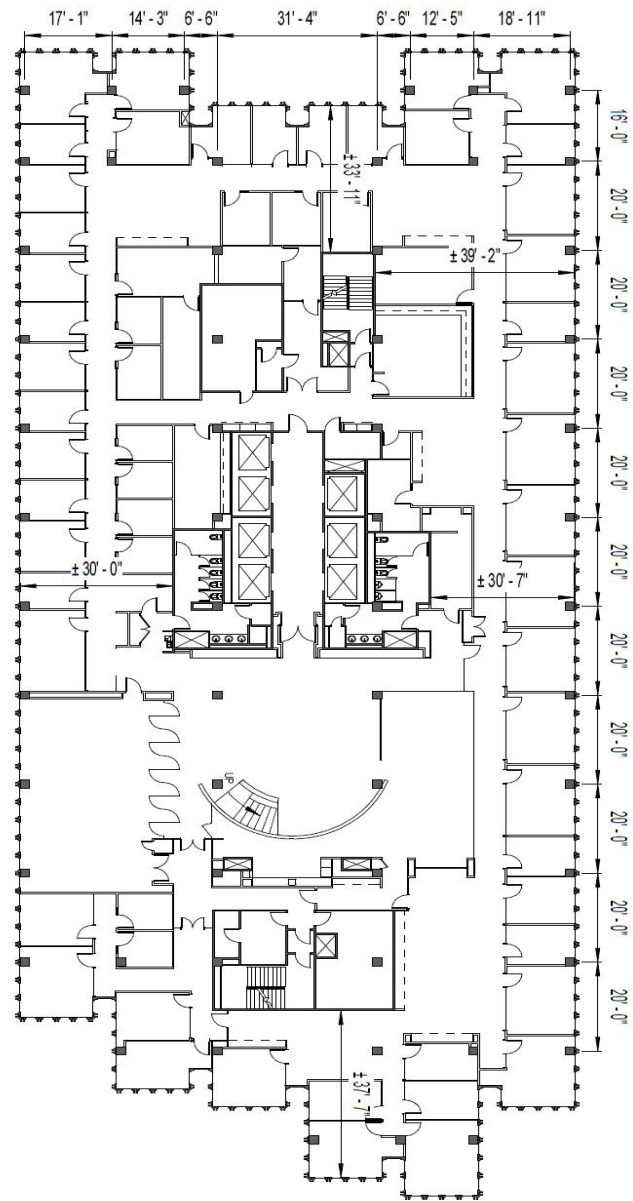 17' - 1"
14' - 3"
6' - 6"
31' - 4"
6' - 6"
12' - 5"
18' - 11"
16' - 0"
± 33' - 11"
20' - 0"
± 39' - 2"
20' - 0"
20' - 0"
20' - 0"
20' - 0"
± 30' - 0"
± 30' - 7"
20' - 0"
20' - 0"
UP
20' - 0"
20' - 0"
20' - 0"
± 37' - 7"